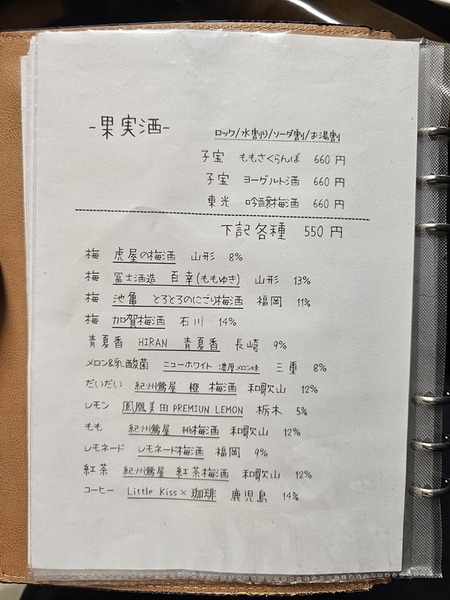 -果実酒-
ロック/水割り/ソーダ割/お湯割
子宝 ももさくらんぼ 660円
子宝 ヨーグルト酒 660円
東光 吟醸梅酒 660円
下記各種 550円
梅 虎屋の梅酒 山形 8%
梅 冨士酒造 百幸(ももゆき) 山形 13%
梅 池亀 とろとろのにごり梅酒 福岡 11%
梅 加賀梅酒 石川 14%
青夏香 HIRAN 青夏香 長崎 9%
メロン&乳酸菌 ニューホワイト 濃厚メロン味 三重 8%
だいだい 紀州鶯屋 橙 梅酒 和歌山 12%
レモン 鳳凰美田 PREMIUN LEMON 栃木 5%
もも 紀州鶯屋 桃梅酒 和歌山 12%
レモネード レモネード梅酒 福岡 9%
紅茶 紀州鶯屋 紅茶梅酒 和歌山 12%
コーヒー Little Kiss×珈琲 鹿児島 14%